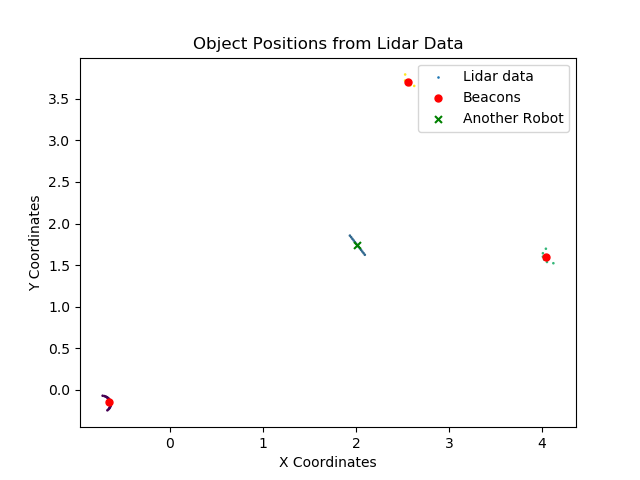 Object Positions from Lidar Data
Lidar data
Beacons
Another Robot
Y Coordinates
3.5
3.0
2.5
2.0
1.5
1.0
0.5
0.0
0 1 2 3 4
X Coordinates